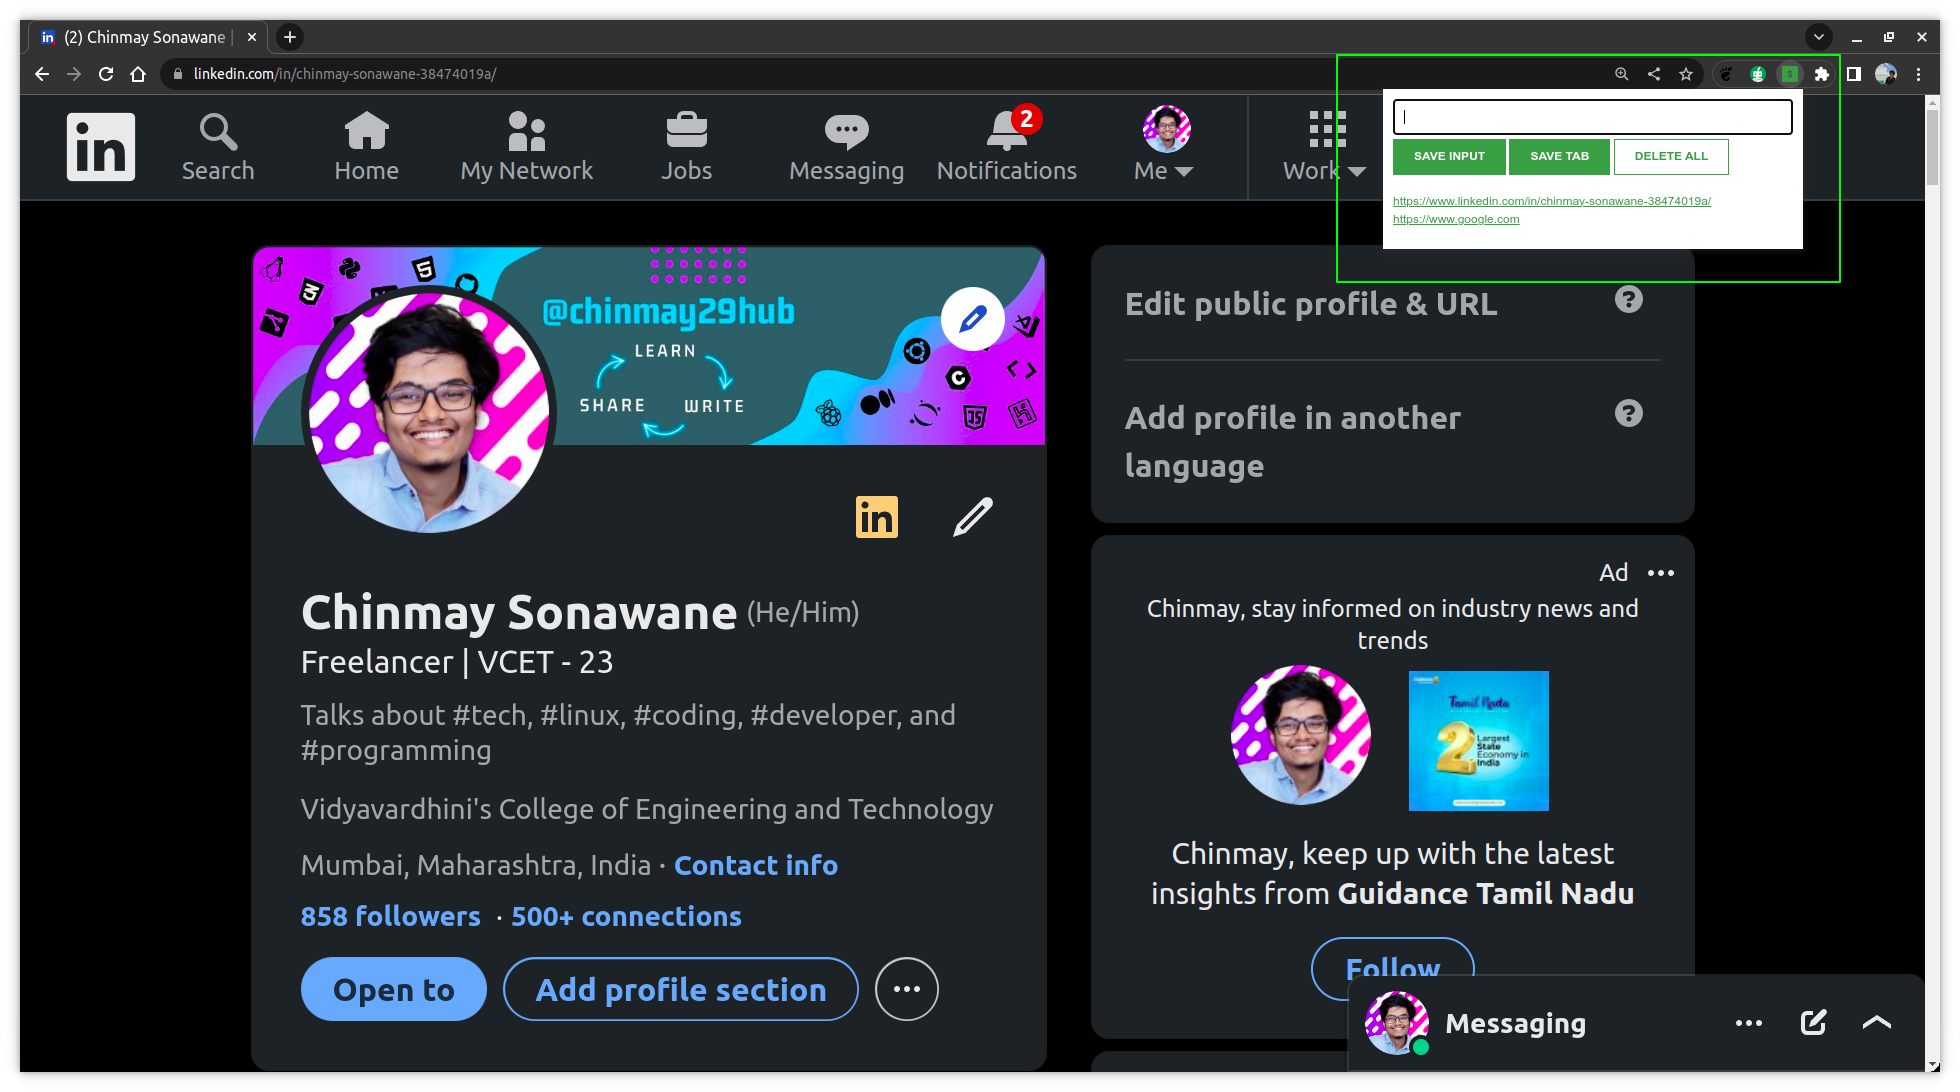 (2) Chinmay Sonawane |
linkedin.com/in/chinmay-sonawane-38474019a/
in
Search
Home
My Network
Jobs
Messaging
2
Notifications
Me
Work
SAVE INPUT
SAVE TAB
DELETE ALL
https://www.linkedin.com/in/chinmay-sonawane-38474019a/
https://www.google.com
@chinmay29hub
LEARN
SHARE
WRITE
in
Chinmay Sonawane (He/Him)
Freelancer | VCET - 23
Talks about #tech, #linux, #coding, #developer, and
#programming
Vidyavardhini's College of Engineering and Technology
Mumbai, Maharashtra, India · Contact info
858 followers · 500+ connections
Open to
Add profile section
Edit public profile & URL
Add profile in another
language
Ad
Chinmay, stay informed on industry news and
trends
Tamil Nadu
2
Largest
State
Economy in
India
Chinmay, keep up with the latest
insights from Guidance Tamil Nadu
Follow
Messaging